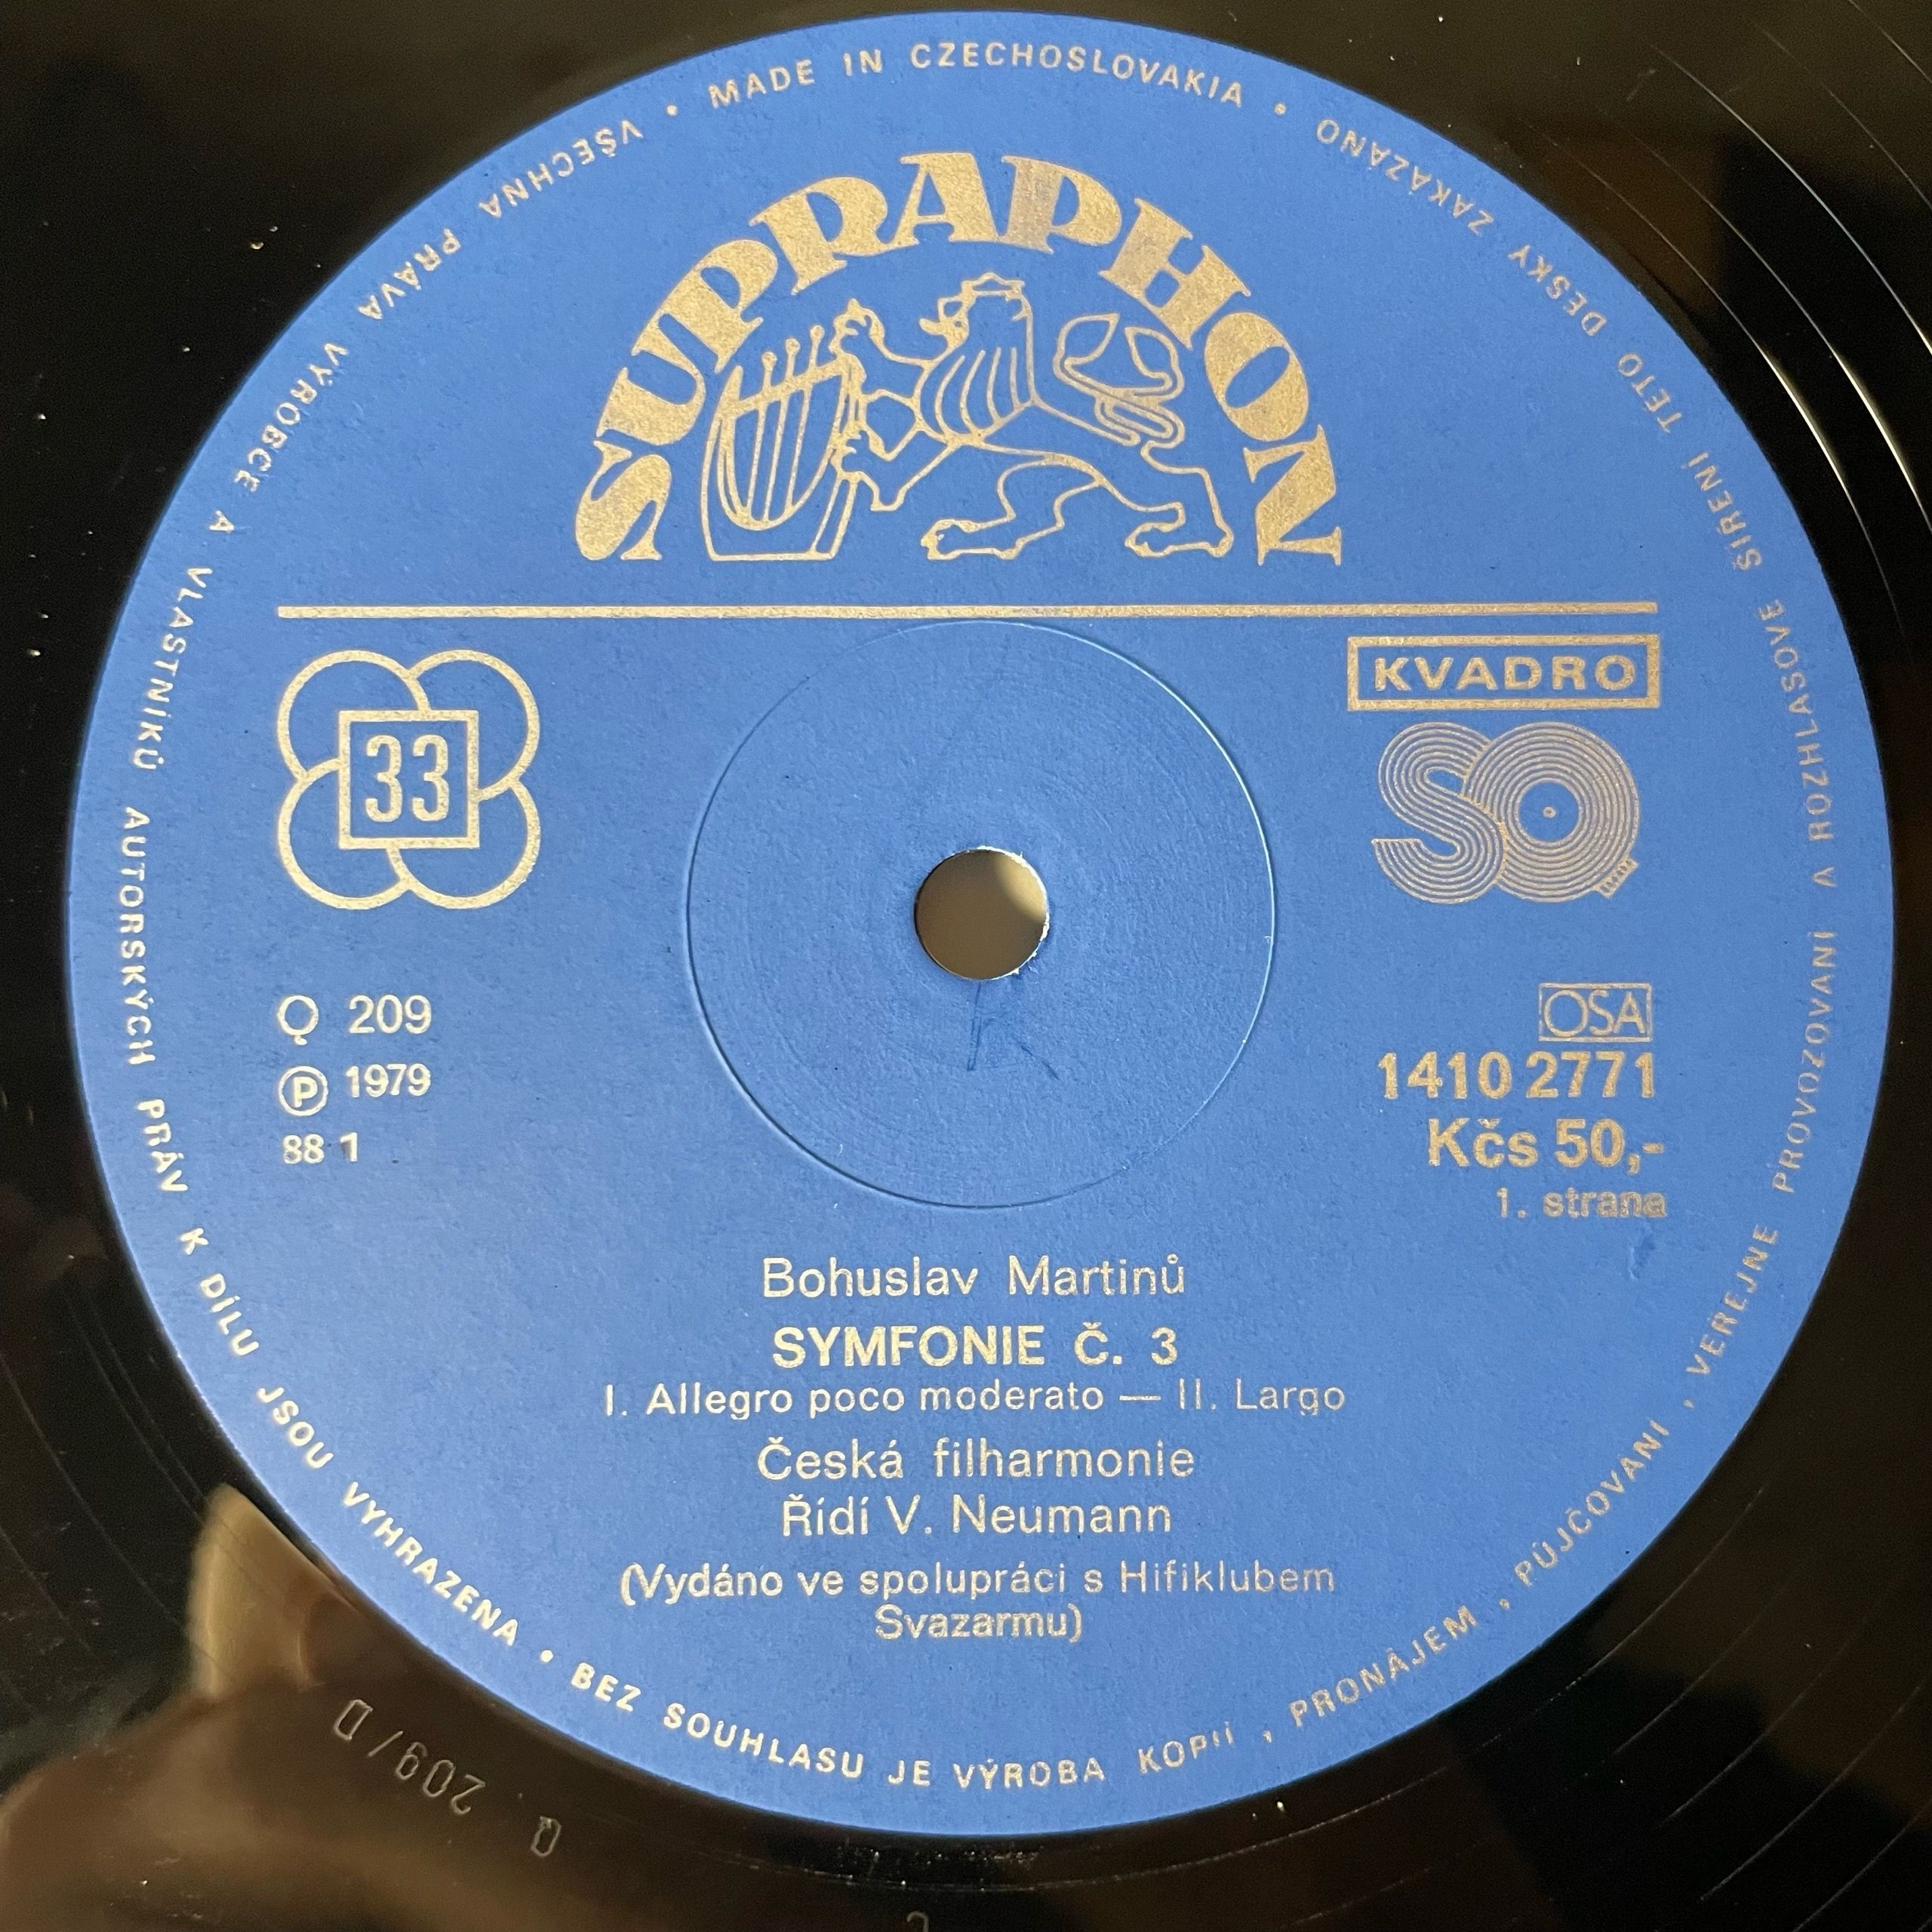 MADE IN CZECHOSLOVAKIA •
VŠECHNA PRÁVA VÝROBCE A VLASTNÍKŮ AUTORSKÝCH PRÁV K DÍLU JSOU VYHRAZENA • BEZ SOUHLASU JE VÝROBA KOPIÍ, PRONÁJEM, PŮJČOVÁNÍ, VEŘEJNÉ PROVOZOVÁNÍ A ROZHLASOVÉ ŠÍŘENÍ TÉTO DESKY ZAKÁZÁNO •
SUPRAPHON
KVADRO
33
SQ
Q 209
OSA
Ⓟ 1979
1410 2771
88 1
Kčs 50,-
1. strana
Bohuslav Martinů
SYMFONIE Č. 3
I. Allegro poco moderato — II. Largo
Česká filharmonie
Řídí V. Neumann
(Vydáno ve spolupráci s Hifiklubem
Svazarmu)
Q 209/D